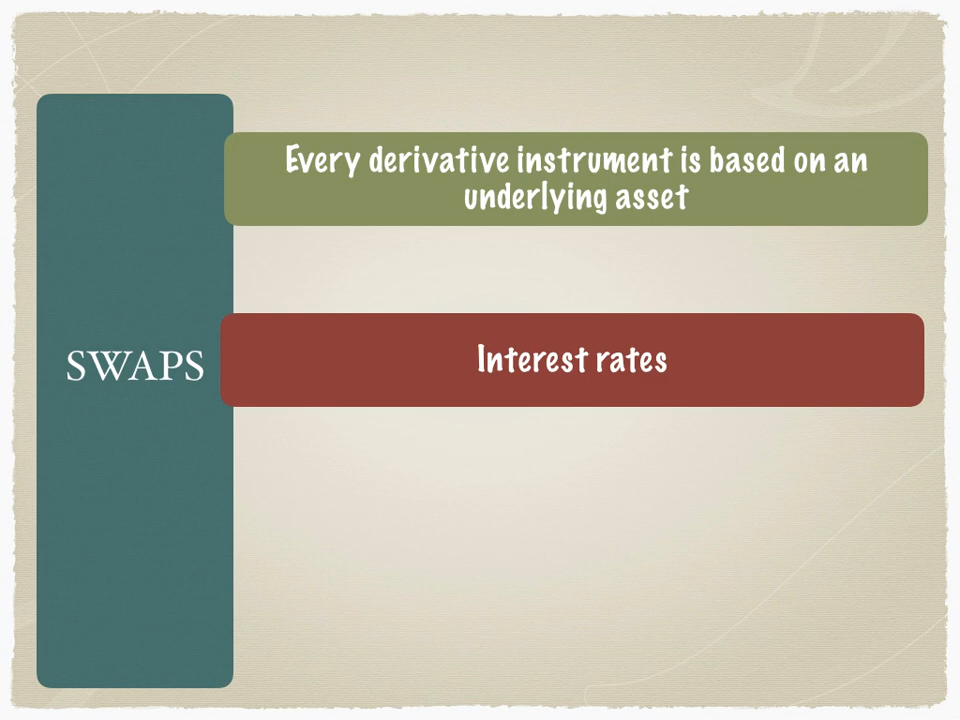 Every derivative instrument is based on an
underlying asset
SWAPS
Interest rates